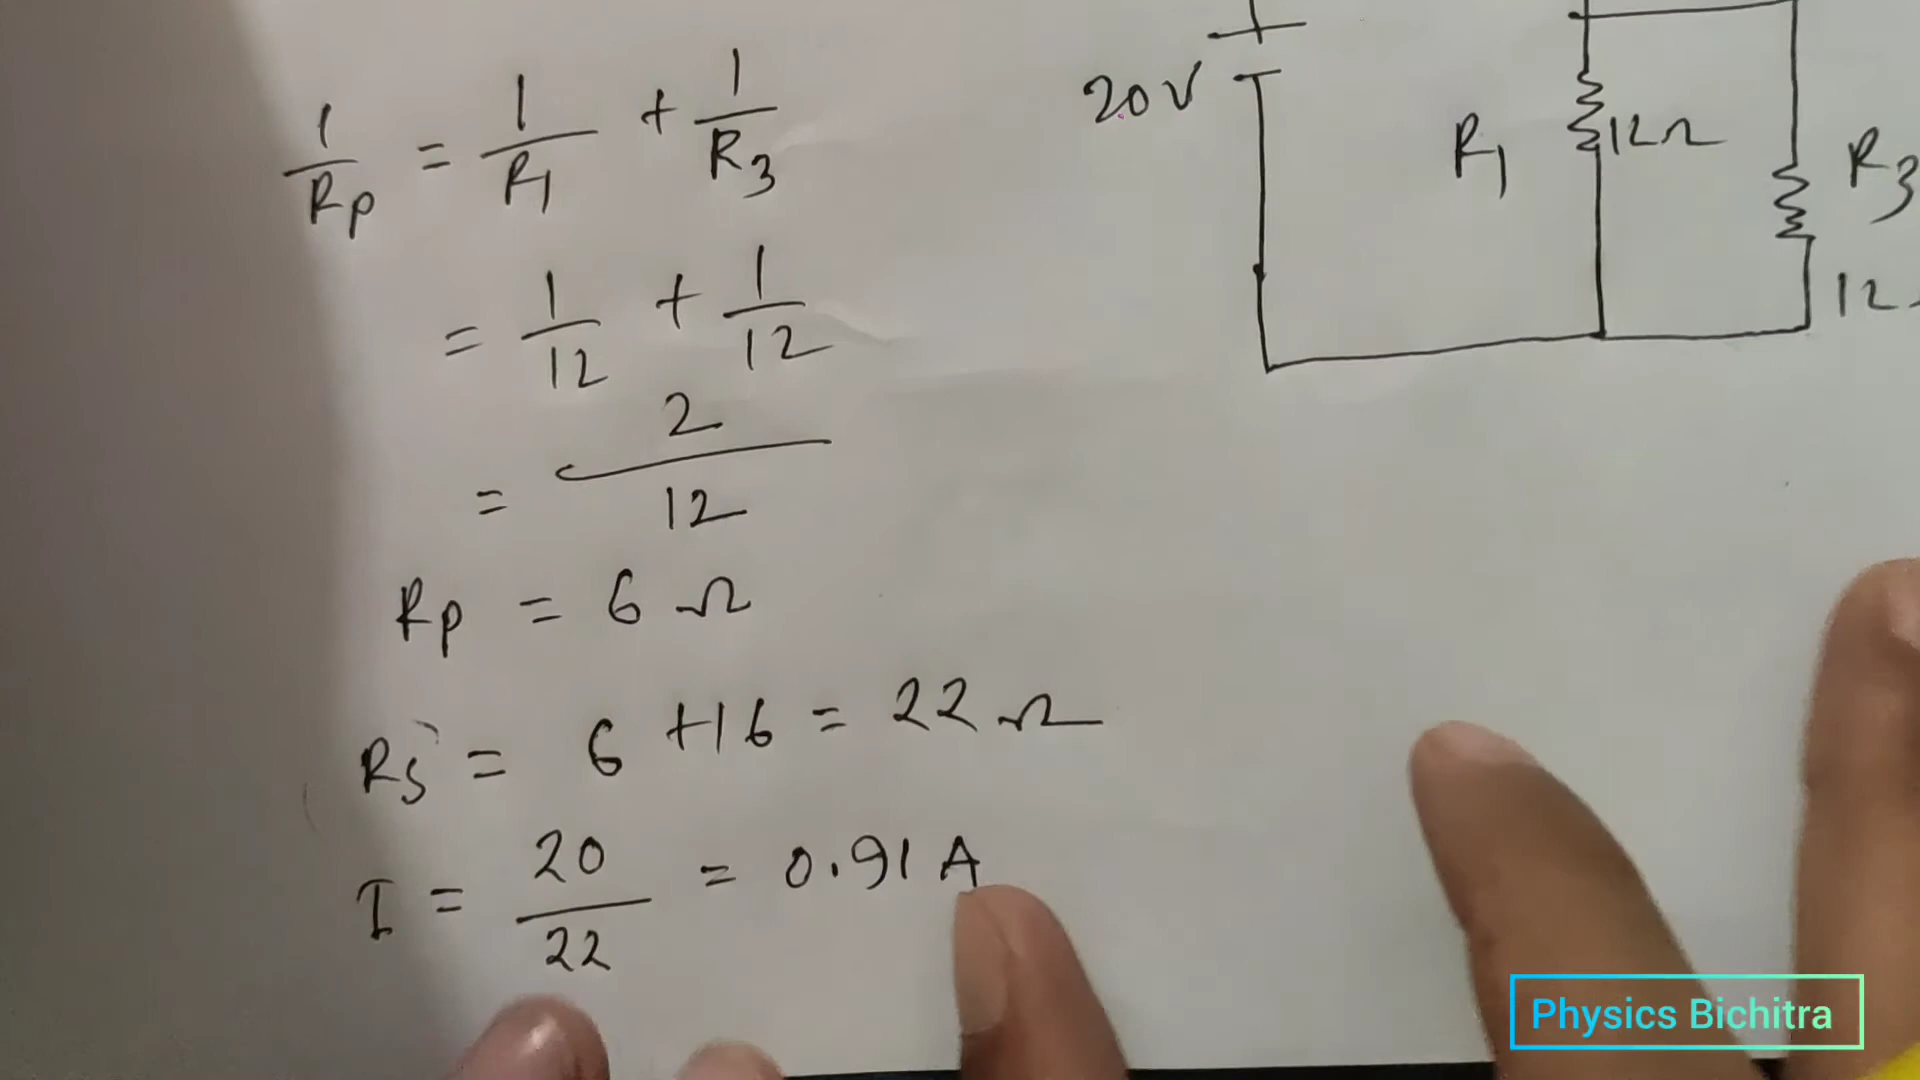 1/Rp = 1/R1 + 1/R3
= 1/12 + 1/12
= 2/12
Rp = 6 Ω
Rs = 6 + 16 = 22 Ω
I = 20/22 = 0.91 A
20 V
R1
12Ω
R3
12
Physics Bichitra